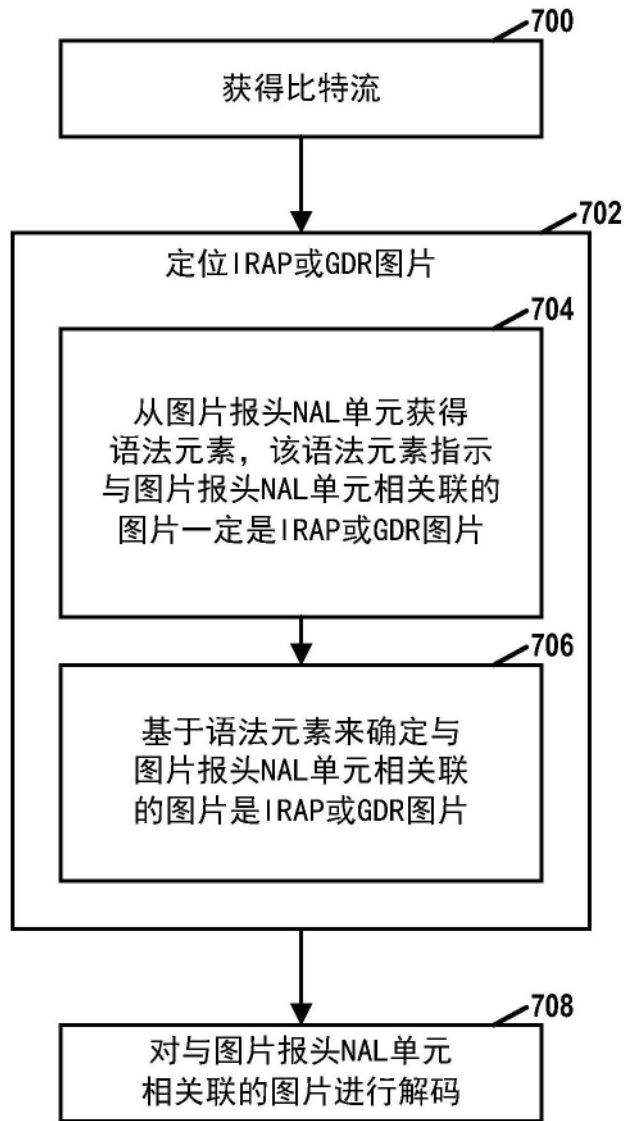 700
获得比特流
702
定位IRAP或GDR图片
704
从图片报头NAL单元获得
语法元素，该语法元素指示
与图片报头NAL单元相关联的
图片一定是IRAP或GDR图片
706
基于语法元素来确定与
图片报头NAL单元相关联
的图片是IRAP或GDR图片
708
对与图片报头NAL单元
相关联的图片进行解码